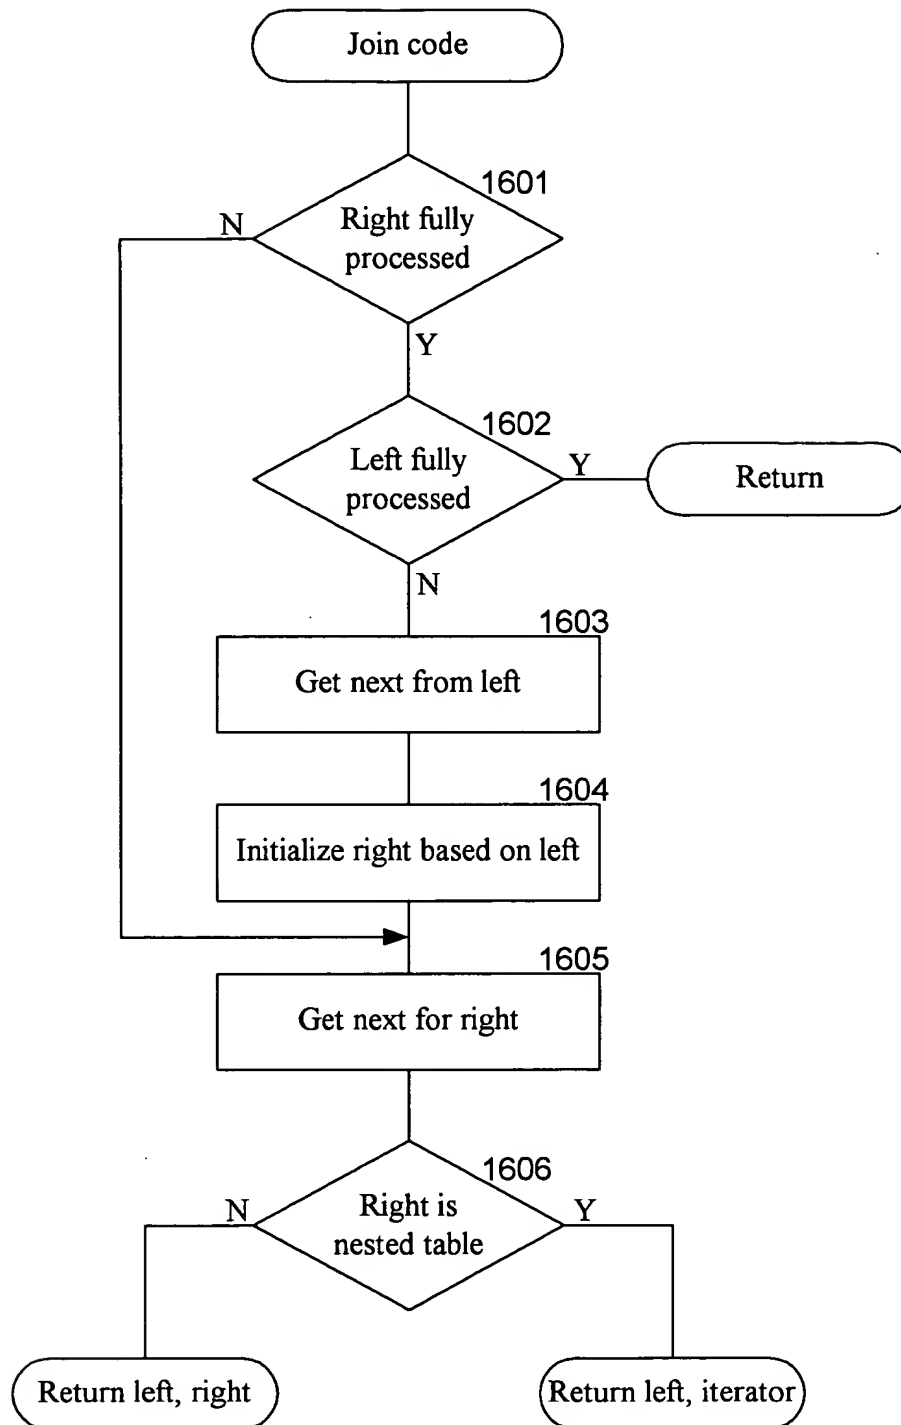 Join code
1601
N
Right fully
processed
Y
1602
Left fully
processed
Y
Return
N
1603
Get next from left
1604
Initialize right based on left
1605
Get next for right
1606
N
Right is
nested table
Y
Return left, right
Return left, iterator